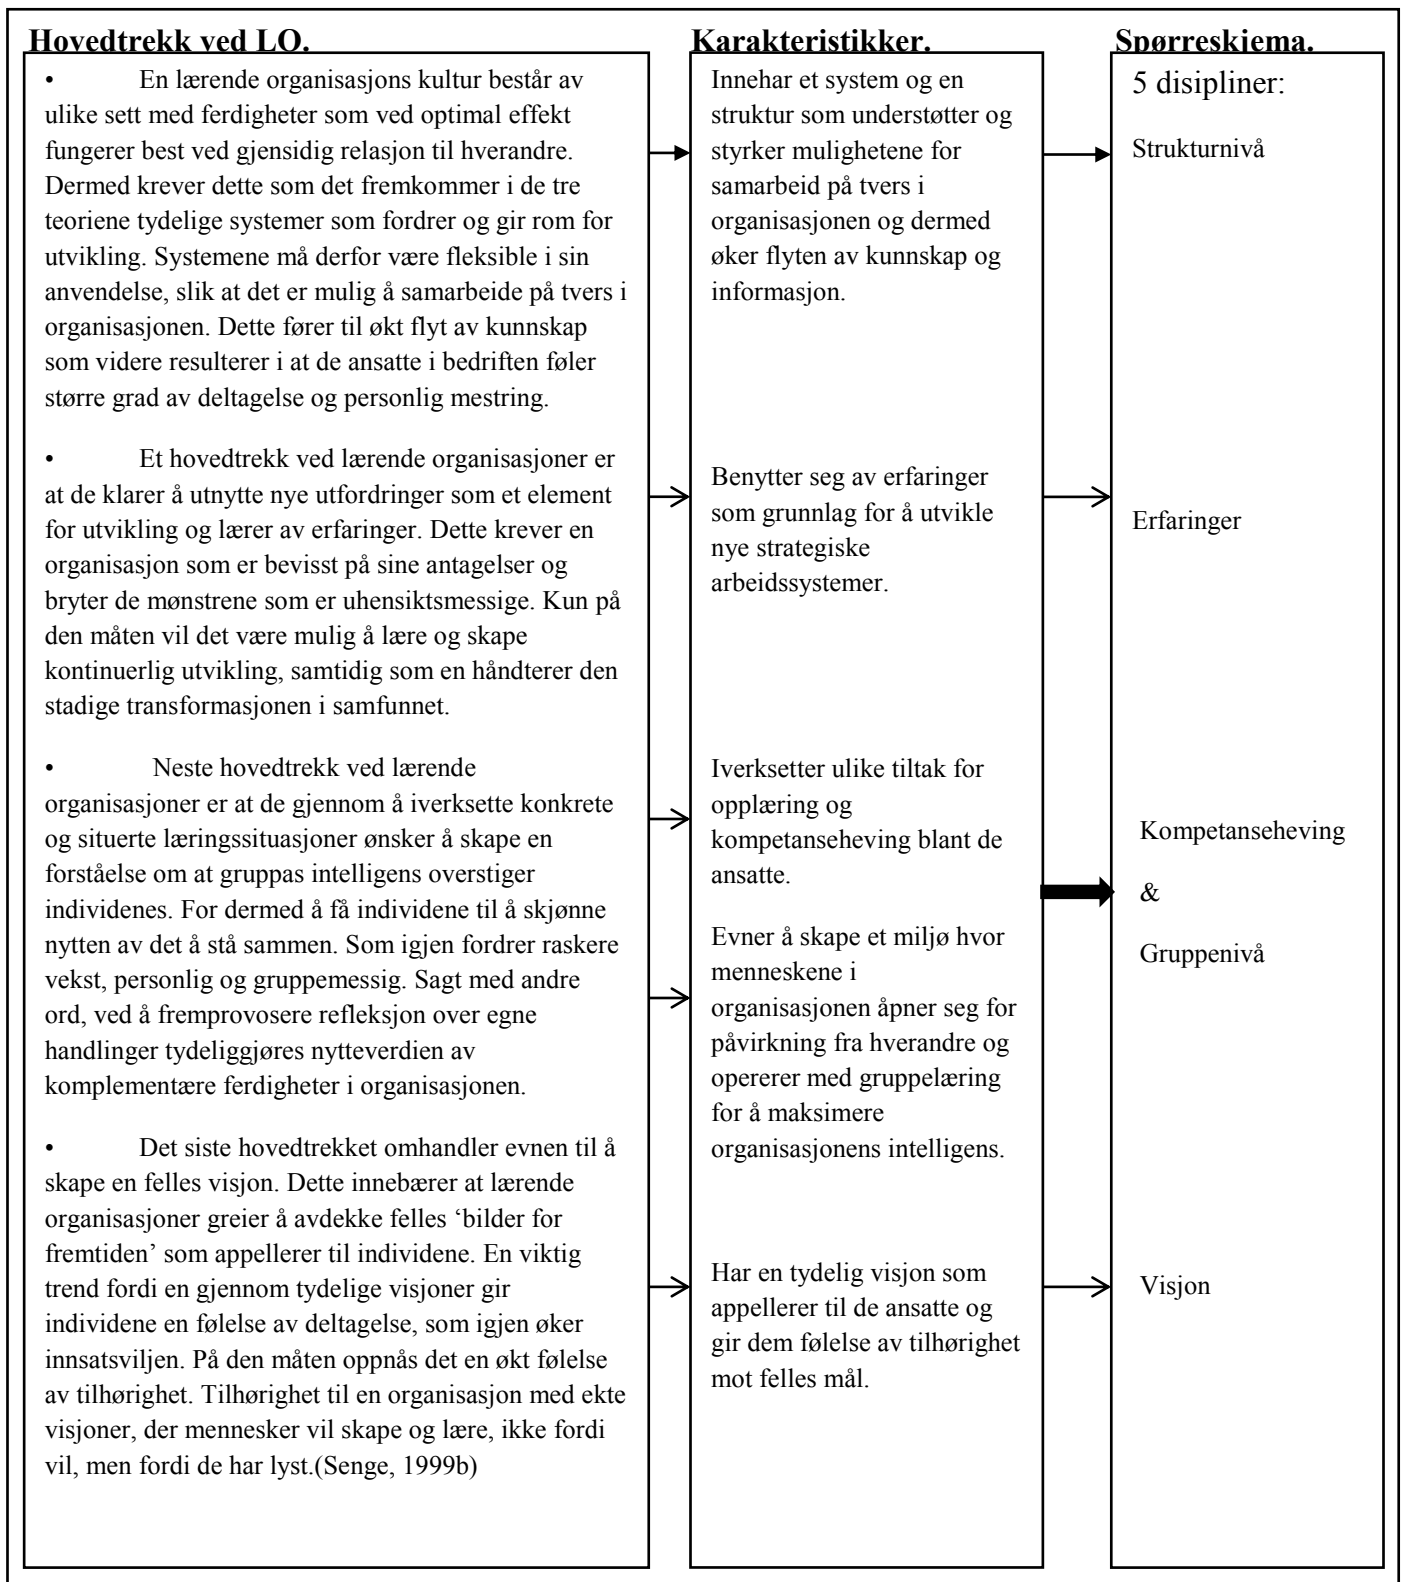 Hovedtrekk ved LO.
• En lærende organisasjons kultur består av
ulike sett med ferdigheter som ved optimal effekt
fungerer best ved gjensidig relasjon til hverandre.
Dermed krever dette som det fremkommer i de tre
teoriene tydelige systemer som fordrer og gir rom for
utvikling. Systemene må derfor være fleksible i sin
anvendelse, slik at det er mulig å samarbeide på tvers i
organisasjonen. Dette fører til økt flyt av kunnskap
som videre resulterer i at de ansatte i bedriften føler
større grad av deltagelse og personlig mestring.
• Et hovedtrekk ved lærende organisasjoner er
at de klarer å utnytte nye utfordringer som et element
for utvikling og lærer av erfaringer. Dette krever en
organisasjon som er bevisst på sine antagelser og
bryter de mønstrene som er uhensiktsmessige. Kun på
den måten vil det være mulig å lære og skape
kontinuerlig utvikling, samtidig som en håndterer den
stadige transformasjonen i samfunnet.
• Neste hovedtrekk ved lærende
organisasjoner er at de gjennom å iverksette konkrete
og situerte læringssituasjoner ønsker å skape en
forståelse om at gruppas intelligens overstiger
individenes. For dermed å få individene til å skjønne
nytten av det å stå sammen. Som igjen fordrer raskere
vekst, personlig og gruppemessig. Sagt med andre
ord, ved å fremprovosere refleksjon over egne
handlinger tydeliggjøres nytteverdien av
komplementære ferdigheter i organisasjonen.
• Det siste hovedtrekket omhandler evnen til å
skape en felles visjon. Dette innebærer at lærende
organisasjoner greier å avdekke felles ‘bilder for
fremtiden’ som appellerer til individene. En viktig
trend fordi en gjennom tydelige visjoner gir
individene en følelse av deltagelse, som igjen øker
innsatsviljen. På den måten oppnås det en økt følelse
av tilhørighet. Tilhørighet til en organisasjon med ekte
visjoner, der mennesker vil skape og lære, ikke fordi
vil, men fordi de har lyst.(Senge, 1999b)
Karakteristikker.
Innehar et system og en
struktur som understøtter og
styrker mulighetene for
samarbeid på tvers i
organisasjonen og dermed
øker flyten av kunnskap og
informasjon.
Benytter seg av erfaringer
som grunnlag for å utvikle
nye strategiske
arbeidssystemer.
Iverksetter ulike tiltak for
opplæring og
kompetanseheving blant de
ansatte.
Evner å skape et miljø hvor
menneskene i
organisasjonen åpner seg for
påvirkning fra hverandre og
opererer med gruppelæring
for å maksimere
organisasjonens intelligens.
Har en tydelig visjon som
appellerer til de ansatte og
gir dem følelse av tilhørighet
mot felles mål.
Spørreskjema.
5 disipliner:
Strukturnivå
Erfaringer
Kompetanseheving
&
Gruppenivå
Visjon